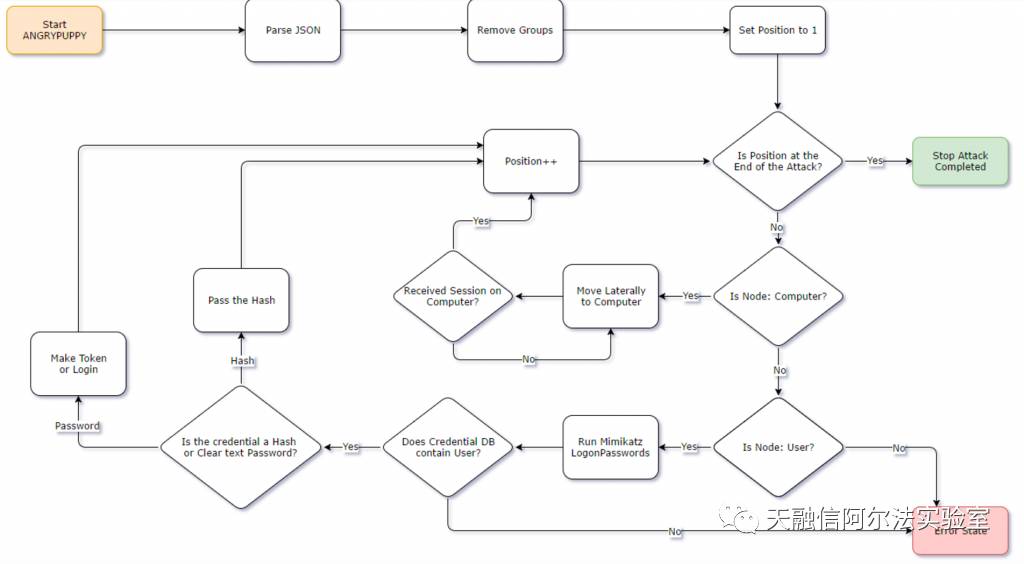 Start
ANGRYPUPPY
Parse JSON
Remove Groups
Set Position to 1
Position++
Is Position at the
End of the Attack?
Yes
Stop Attack
Completed
No
Yes
Pass the Hash
Received Session on
Computer?
Move Laterally
to Computer
Yes
Is Node: Computer?
No
Make Token
or Login
Hash
No
Password
Is the credential a Hash
or Clear text Password?
Yes
Does Credential DB
contain User?
Run Mimikatz
LogonPasswords
Yes
Is Node: User?
No
No
天融信阿尔法实验室
Error State